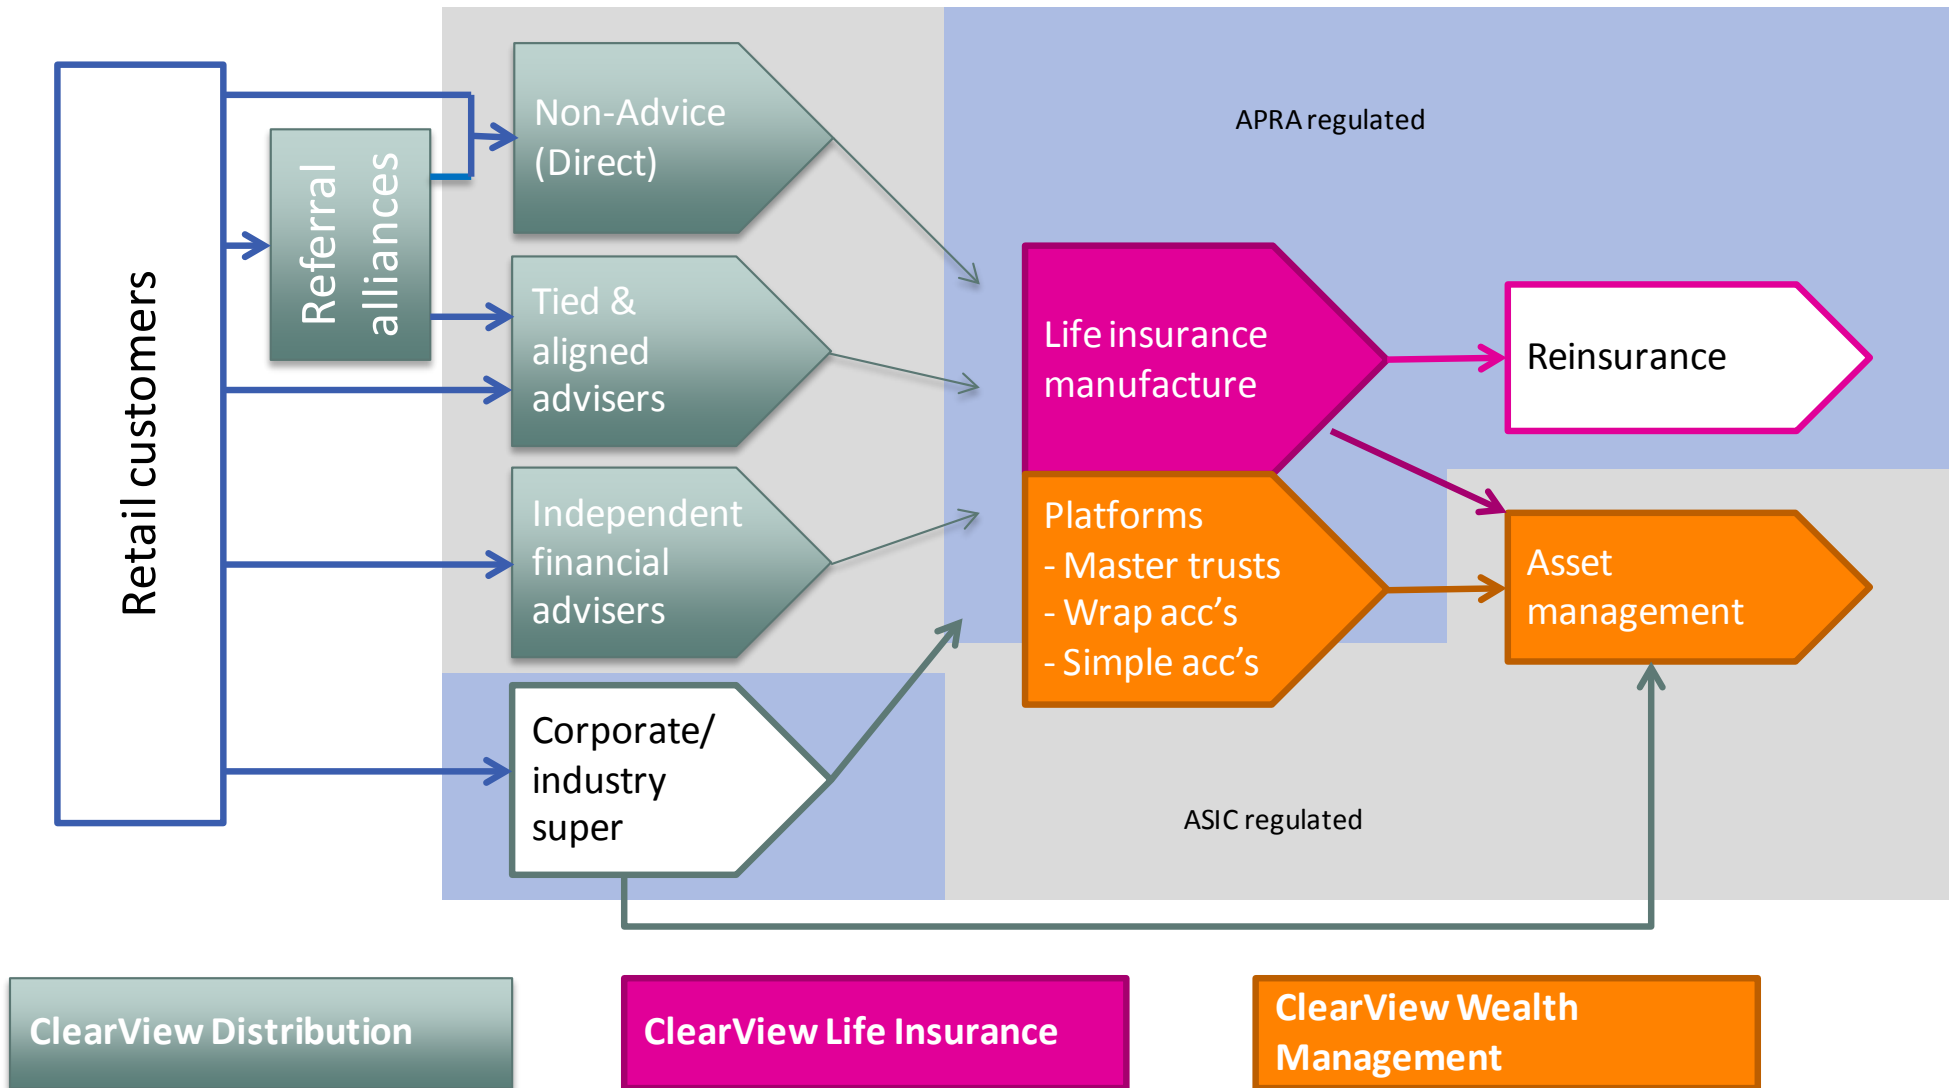 Retail customers
Referral
alliances
Non-Advice
(Direct)
Tied &
aligned
advisers
Independent
financial
advisers
Corporate/
industry
super
APRA regulated
Life insurance
manufacture
Reinsurance
Platforms
- Master trusts
- Wrap acc’s
- Simple acc’s
Asset
management
ASIC regulated
ClearView Distribution
ClearView Life Insurance
ClearView Wealth
Management